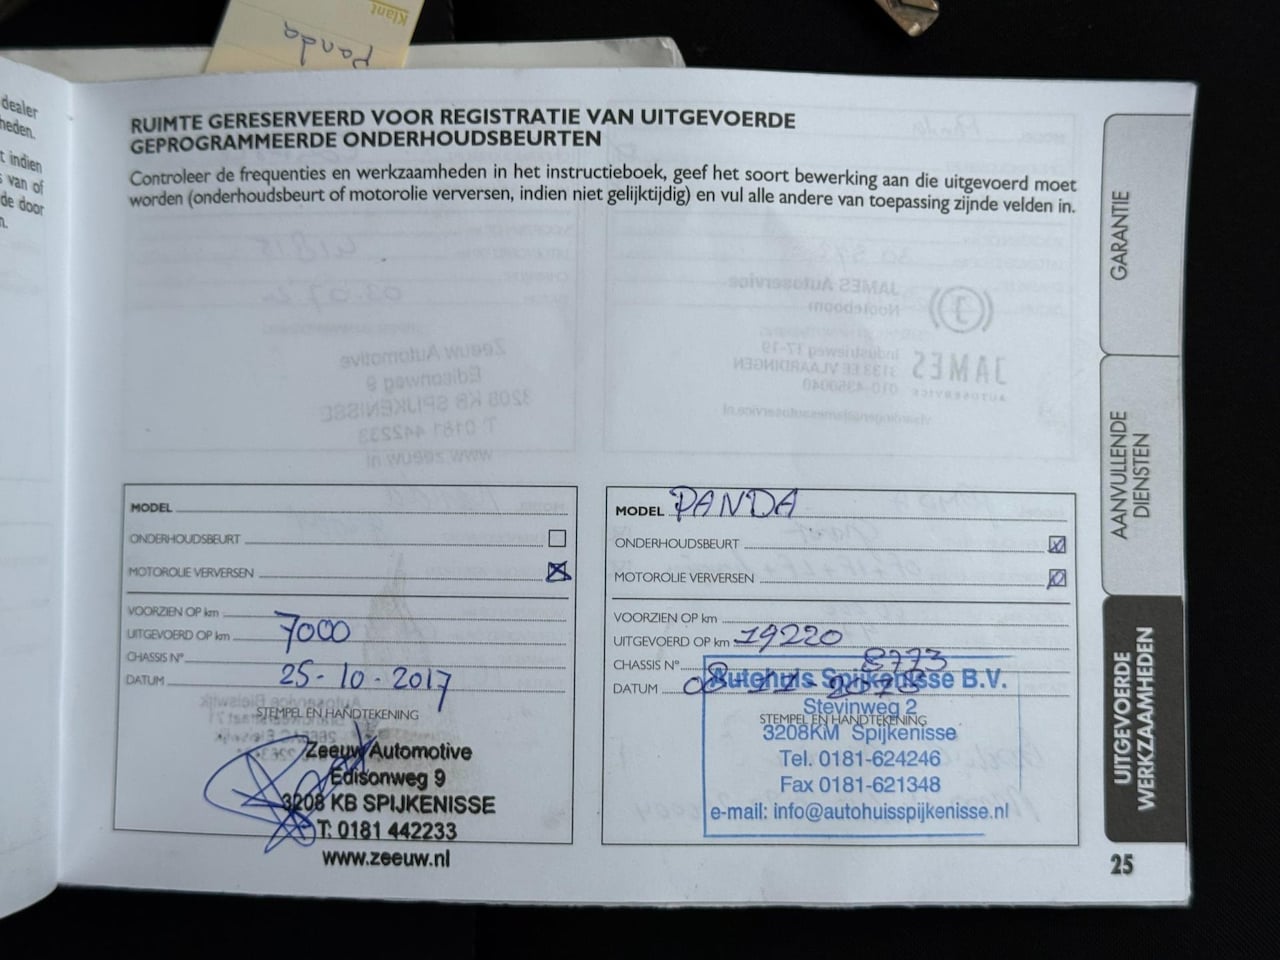 Klant
Panda
dealer
heden.
t indien
s van of
de door
n.
RUIMTE GERESERVEERD VOOR REGISTRATIE VAN UITGEVOERDE
GEPROGRAMMEERDE ONDERHOUDSBEURTEN
Controleer de frequenties en werkzaamheden in het instructieboek, geef het soort bewerking aan die uitgevoerd moet
worden (onderhoudsbeurt of motorolie verversen, indien niet gelijktijdig) en vul alle andere van toepassing zijnde velden in.
MODEL
ONDERHOUDSBEURT
MOTOROLIE VERVERSEN
VOORZIEN OP km
UITGEVOERD OP km 7000
CHASSIS N°
DATUM 25-10-2017
STEMPEL EN HANDTEKENING
Zeeuw Automotive
Edisonweg 9
3208 KB SPIJKENISSE
T: 0181 442233
www.zeeuw.nl
MODEL PANDA
ONDERHOUDSBEURT
MOTOROLIE VERVERSEN
VOORZIEN OP km
UITGEVOERD OP km 19220
CHASSIS N° 8773
DATUM 08-11-
STEMPEL EN HANDTEKENING
Autohuis Spijkenisse B.V.
Stevinweg 2
3208KM Spijkenisse
Tel. 0181-624246
Fax 0181-621348
e-mail: info@autohuisspijkenisse.nl
GARANTIE
AANVULLENDE
DIENSTEN
UITGEVOERDE
WERKZAAMHEDEN
25